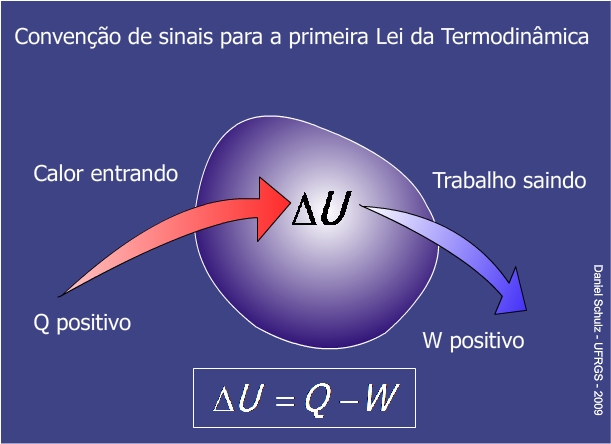 Convenção de sinais para a primeira Lei da Termodinâmica
Calor entrando
Trabalho saindo
ΔU
Q positivo
W positivo
ΔU = Q – W
Daniel Schulz - UFRGS - 2009